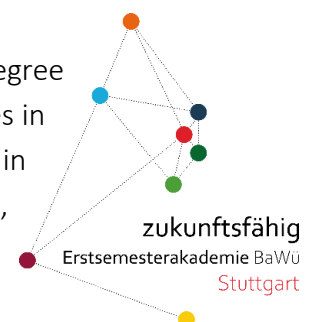 egree
s in
in
,
zukunftsfähig
Erstsemesterakademie BaWü
Stuttgart